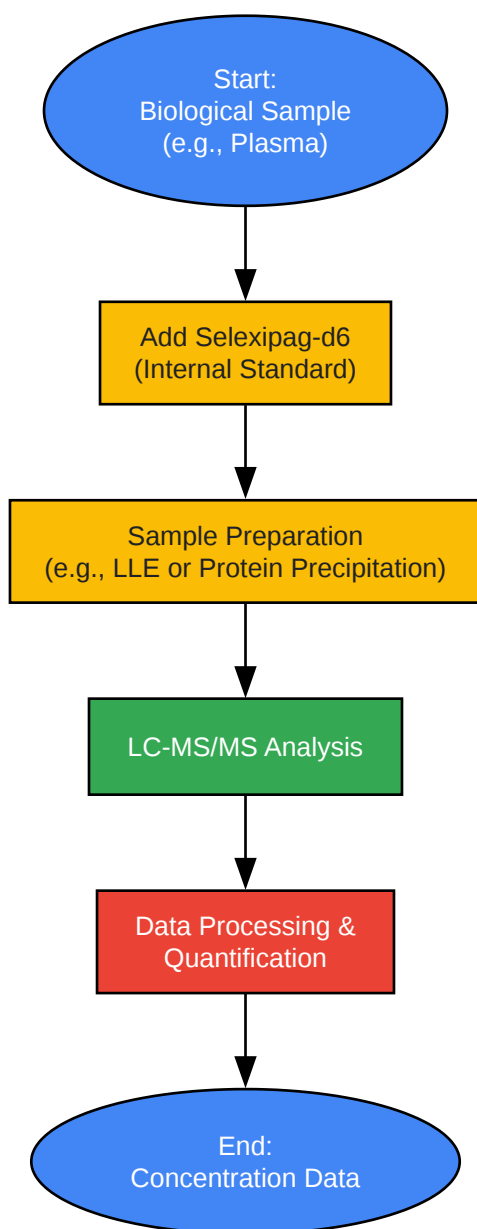 Start:
Biological Sample
(e.g., Plasma)
Add Selexipag-d6
(Internal Standard)
Sample Preparation
(e.g., LLE or Protein Precipitation)
LC-MS/MS Analysis
Data Processing &
Quantification
End:
Concentration Data